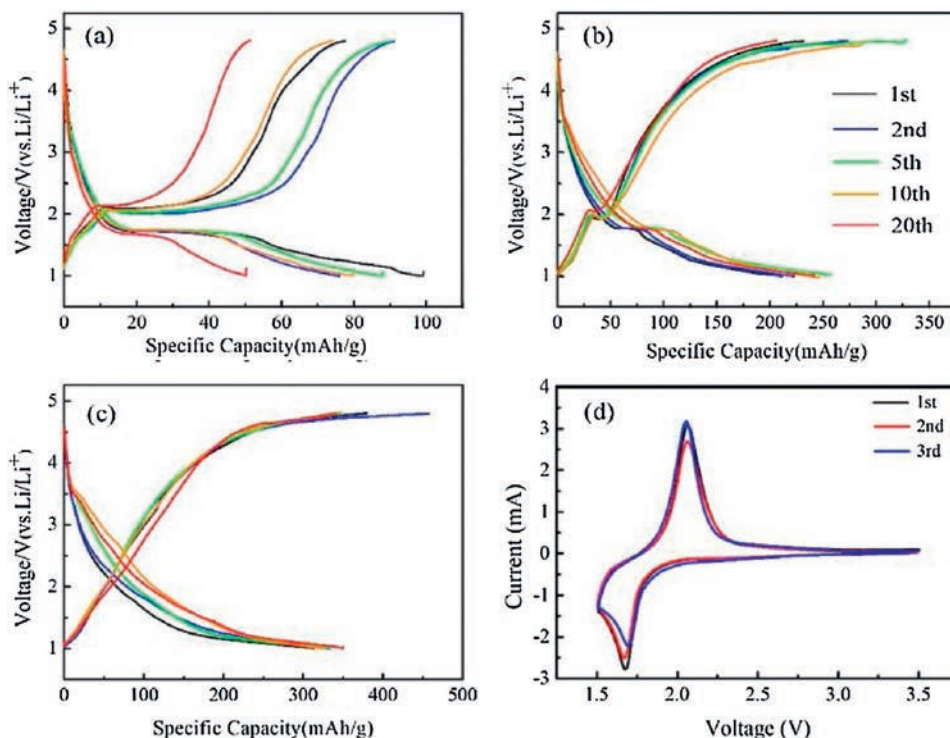 (a)
Voltage/V(vs.Li/Li+)
5
4
3
2
1
0 20 40 60 80 100
Specific Capacity(mAh/g)
(b)
Voltage/V(vs.Li/Li+)
5
4
3
2
1
1st
2nd
5th
10th
20th
0 50 100 150 200 250 300 350
Specific Capacity(mAh/g)
(c)
Voltage/V(vs.Li/Li+)
5
4
3
2
1
0 100 200 300 400 500
Specific Capacity(mAh/g)
(d)
Current (mA)
4
3
2
1
0
-1
-2
-3
1st
2nd
3rd
1.5 2.0 2.5 3.0 3.5
Voltage (V)